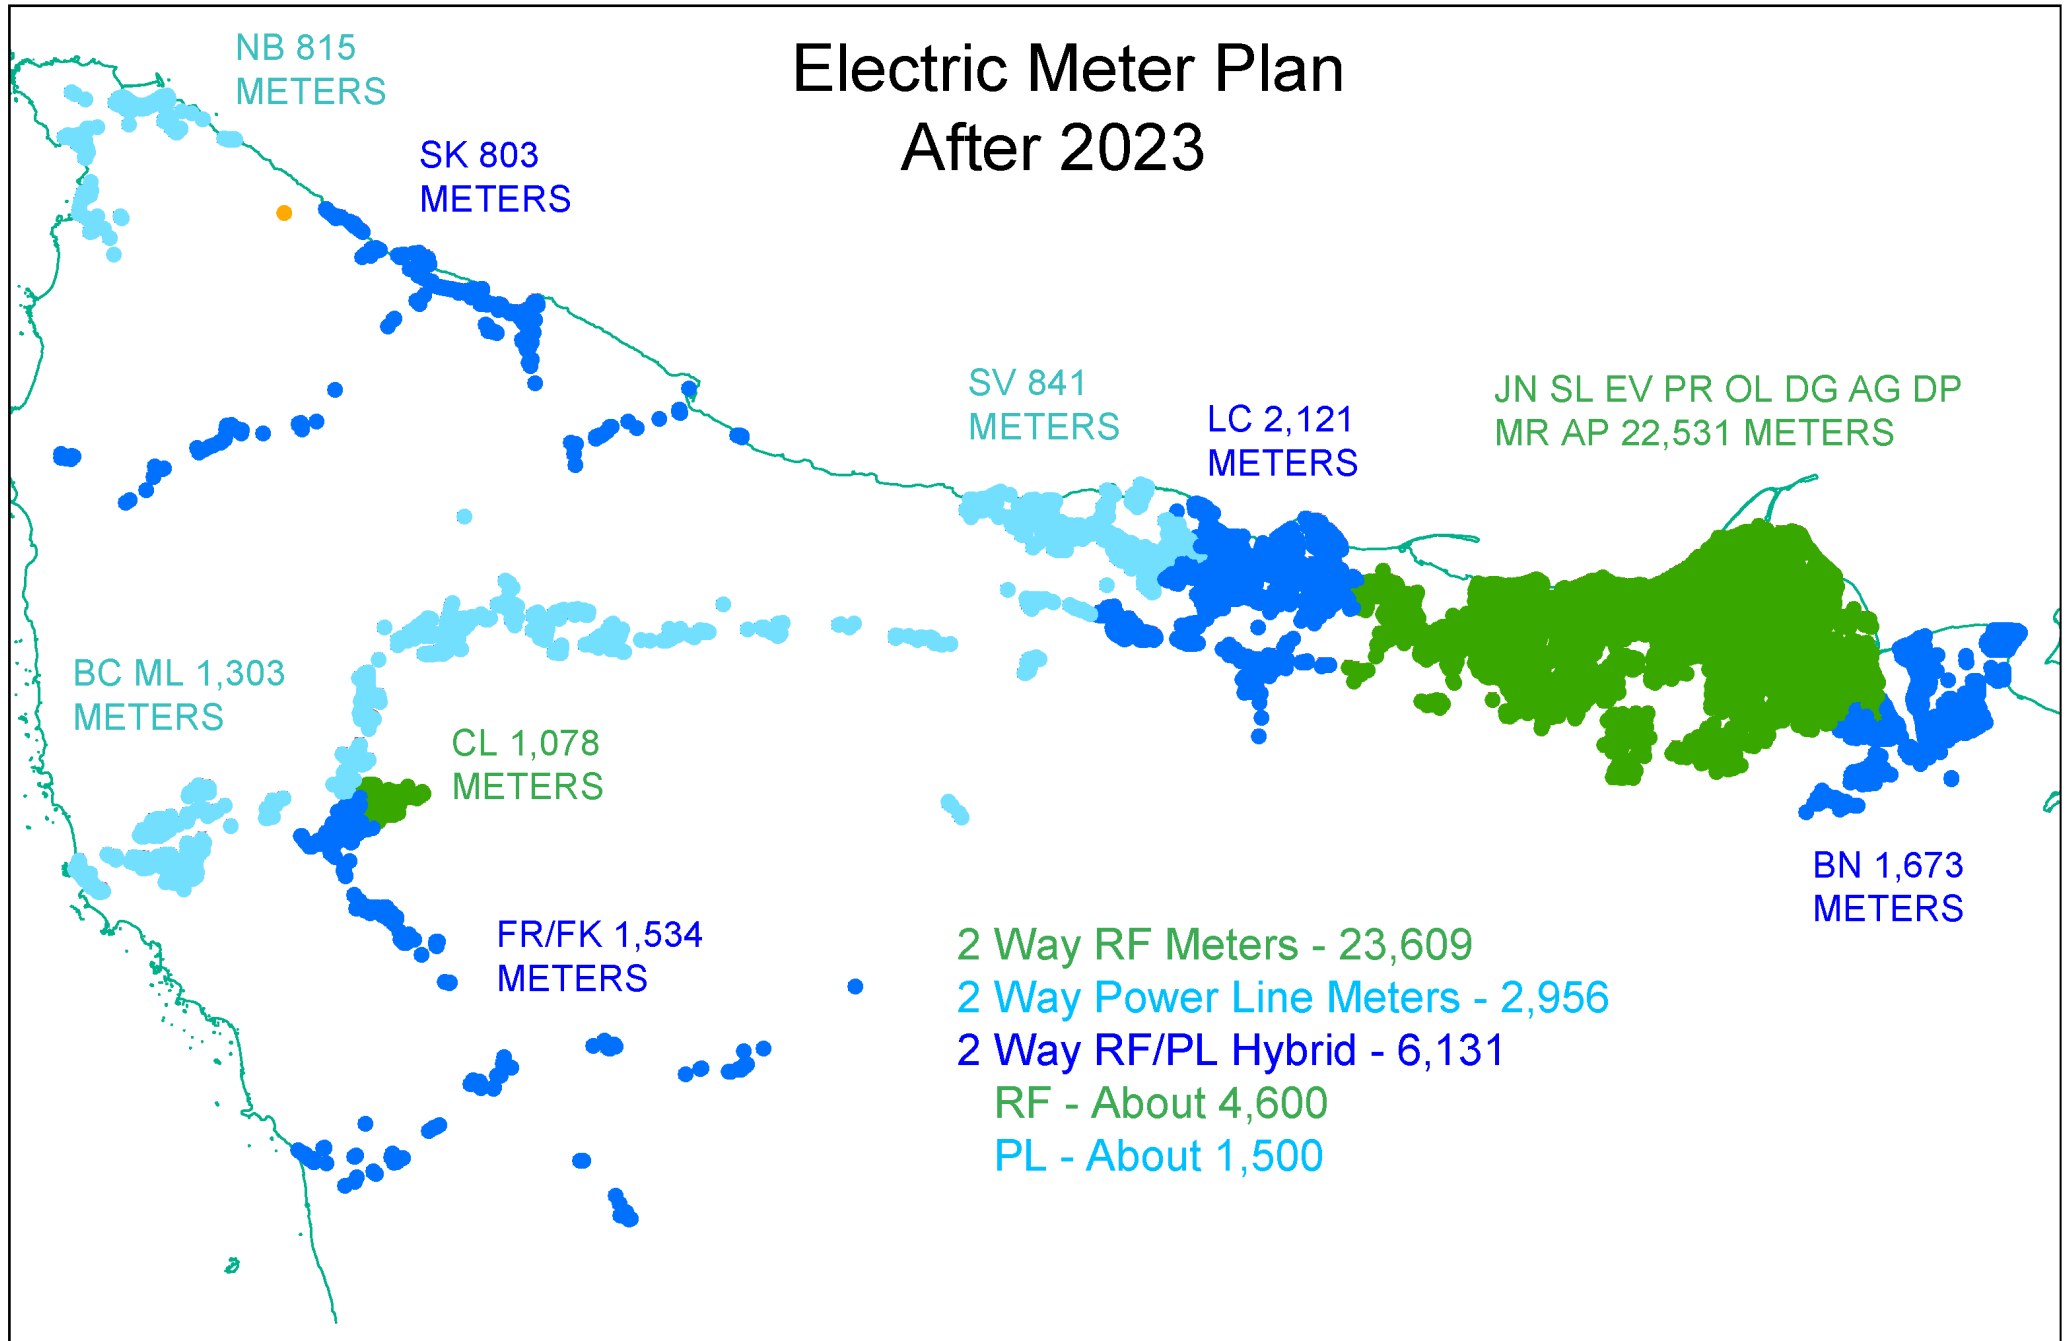 Electric Meter Plan
After 2023
NB 815
METERS
SK 803
METERS
SV 841
METERS
LC 2,121
METERS
JN SL EV PR OL DG AG DP
MR AP 22,531 METERS
BC ML 1,303
METERS
CL 1,078
METERS
FR/FK 1,534
METERS
BN 1,673
METERS
2 Way RF Meters - 23,609
2 Way Power Line Meters - 2,956
2 Way RF/PL Hybrid - 6,131
RF - About 4,600
PL - About 1,500